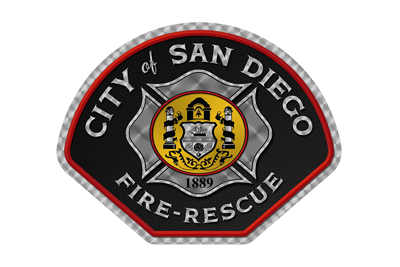 CITY of SAN DIEGO
1889
FIRE-RESCUE